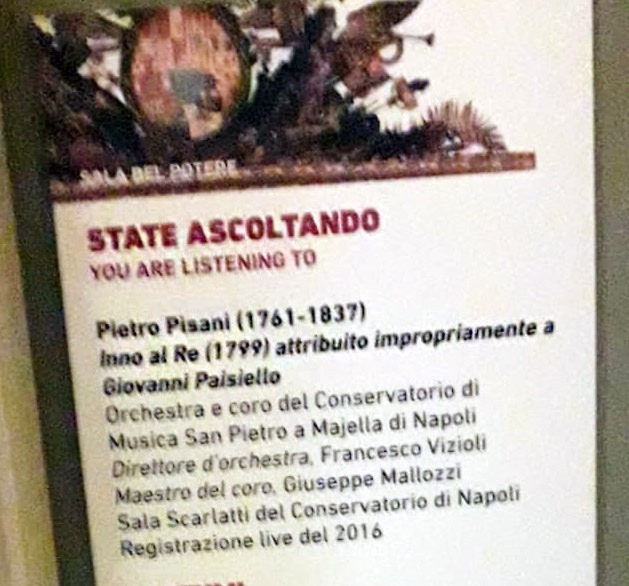 SALA DEL POTERE
STATE ASCOLTANDO
YOU ARE LISTENING TO
Pietro Pisani (1761-1837)
Inno al Re (1799) attribuito impropriamente a
Giovanni Paisiello
Orchestra e coro del Conservatorio di
Musica San Pietro a Majella di Napoli
Direttore d'orchestra, Francesco Vizioli
Maestro del coro, Giuseppe Mallozzi
Sala Scarlatti del Conservatorio di Napoli
Registrazione live del 2016